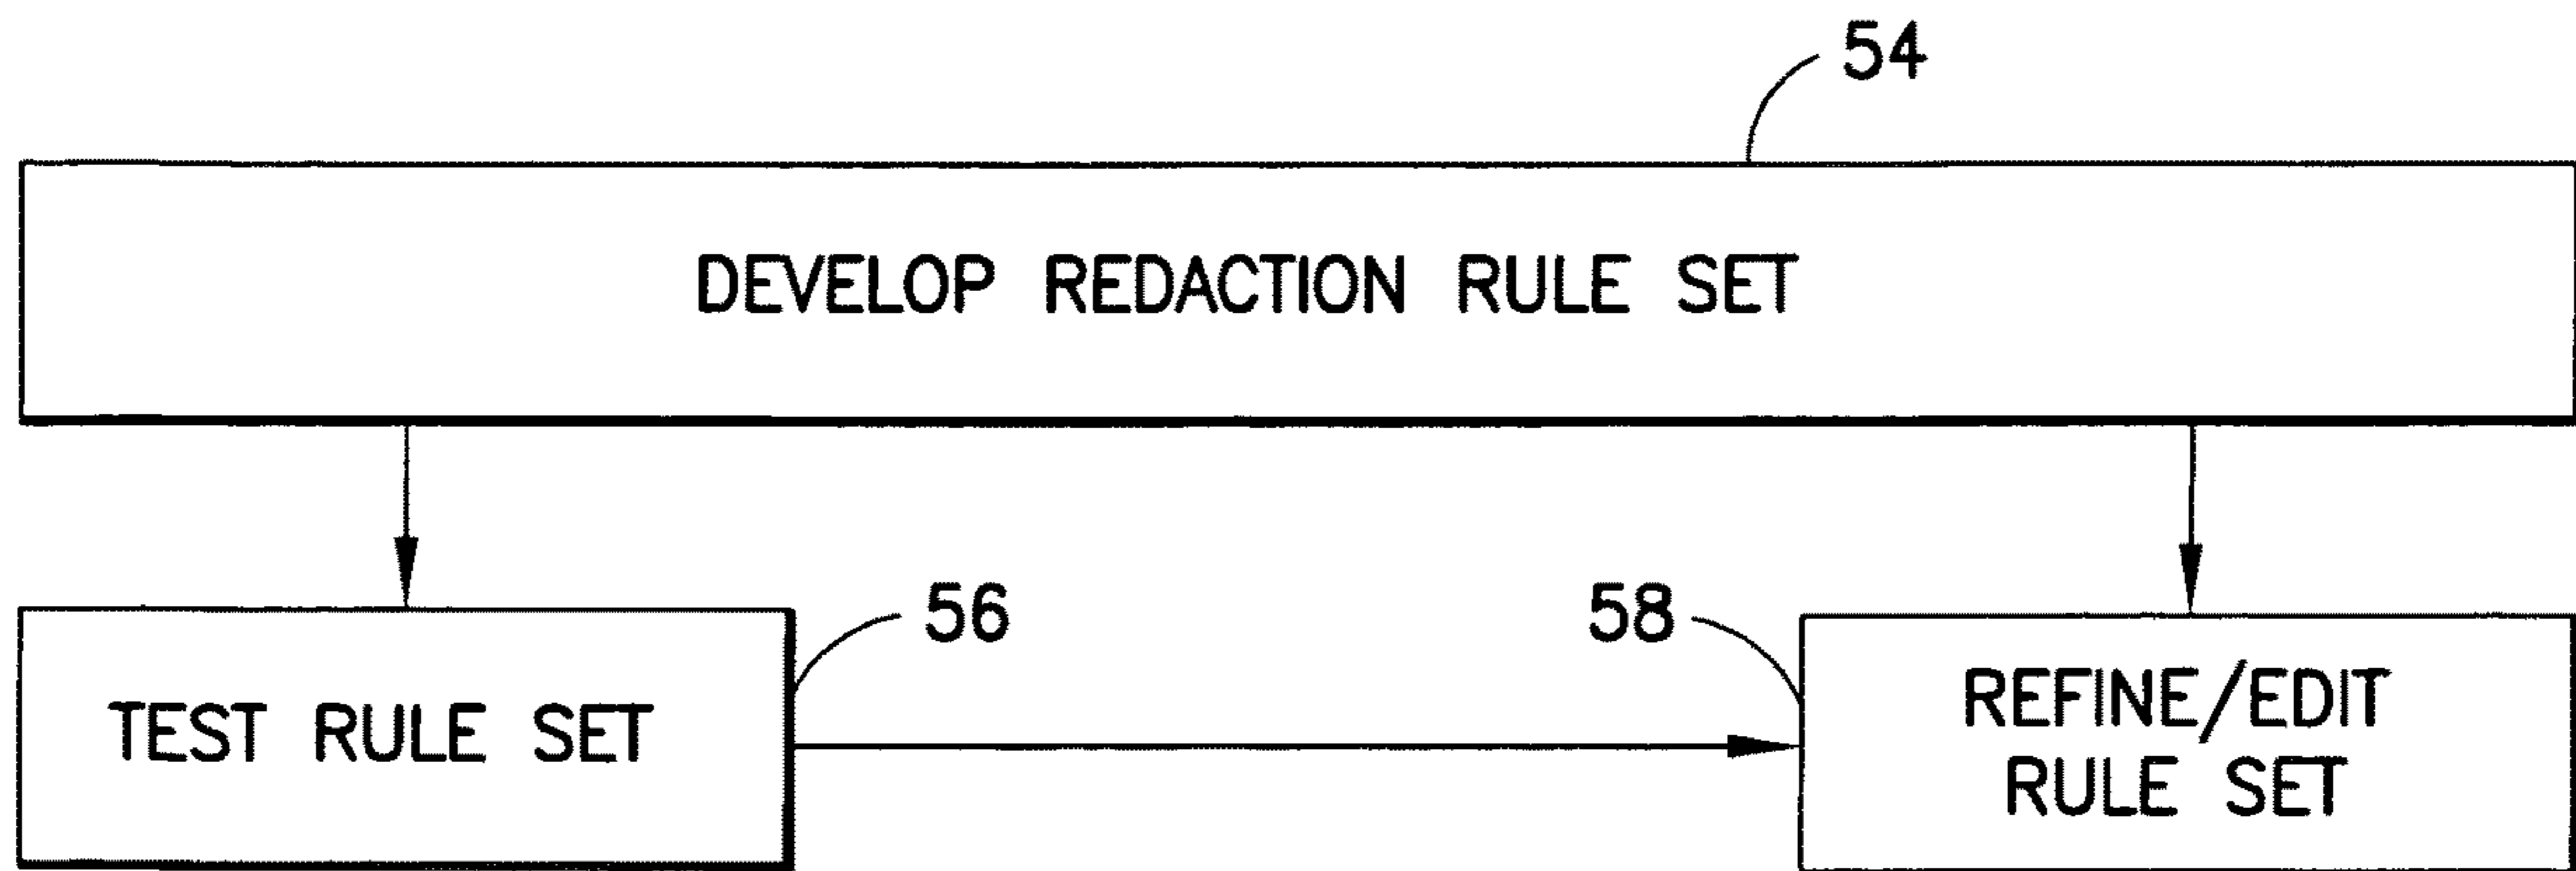 54
DEVELOP REDACTION RULE SET
56
58
TEST RULE SET
REFINE/EDIT
RULE SET